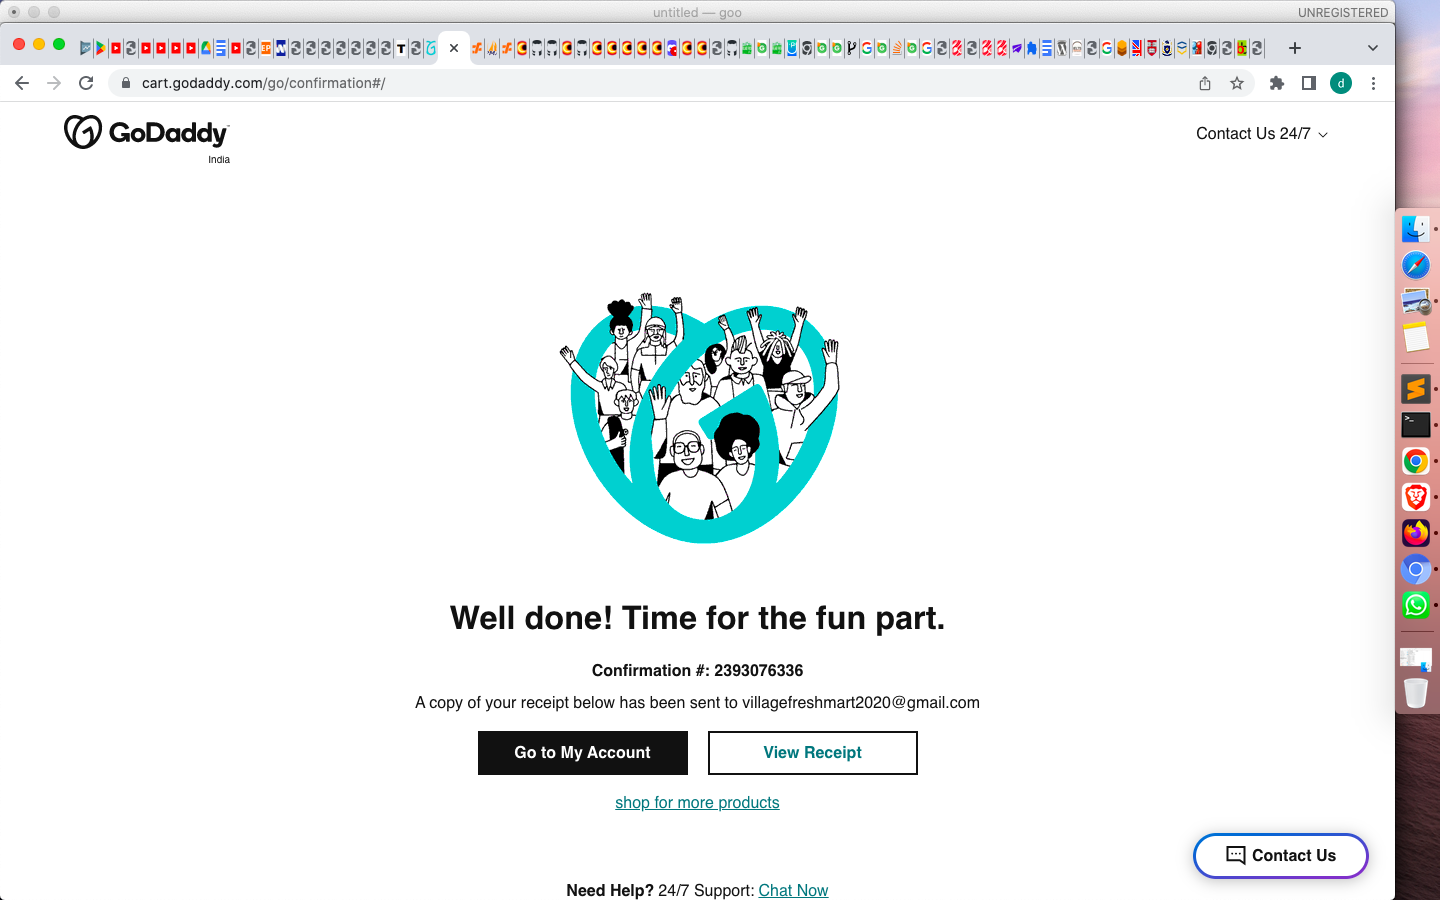 untitled — goo
UNREGISTERED
cart.godaddy.com/go/confirmation#/
d
GoDaddy™
India
Contact Us 24/7
Well done! Time for the fun part.
Confirmation #: 2393076336
A copy of your receipt below has been sent to villagefreshmart2020@gmail.com
Go to My Account
View Receipt
shop for more products
Contact Us
Need Help? 24/7 Support: Chat Now